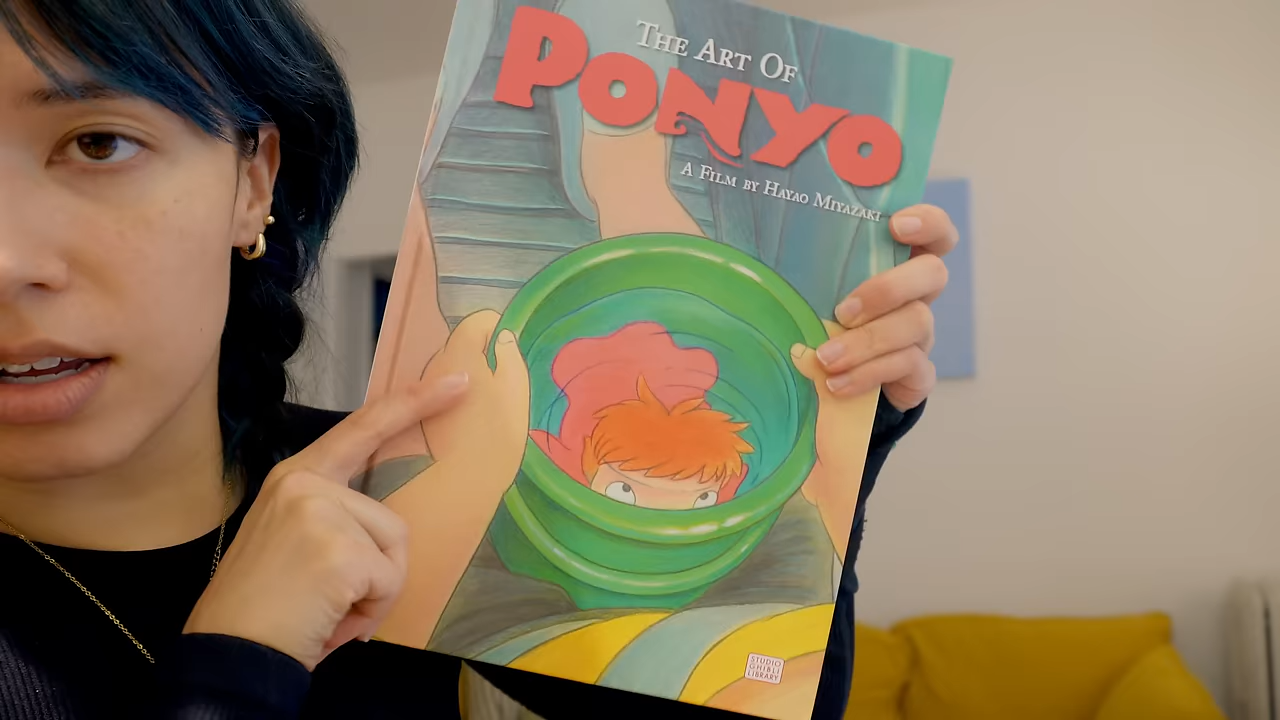 The Art Of
PONYO
A Film by Hayao Miyazaki
STUDIO
GHIBLI
LIBRARY